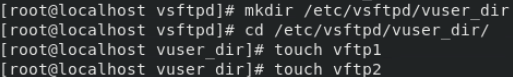 [root@localhost vsftpd]# mkdir /etc/vsftpd/vuser_dir
[root@localhost vsftpd]# cd /etc/vsftpd/vuser_dir/
[root@localhost vuser_dir]# touch vftp1
[root@localhost vuser_dir]# touch vftp2